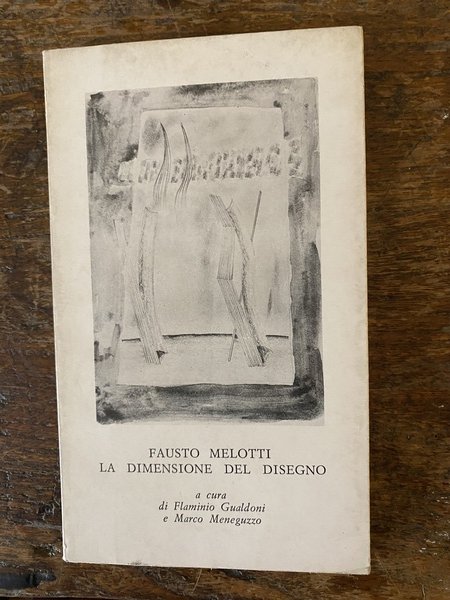 FAUSTO MELOTTI
LA DIMENSIONE DEL DISEGNO
a cura
di Flaminio Gualdoni
e Marco Meneguzzo